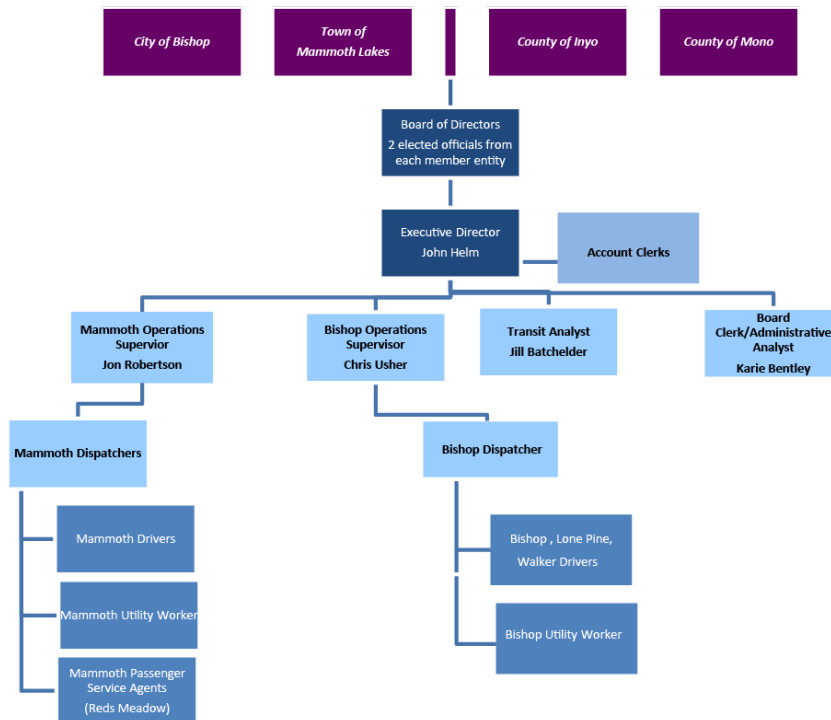 City of Bishop
Town of
Mammoth Lakes
County of Inyo
County of Mono
Board of Directors
2 elected officials from
each member entity
Executive Director
John Helm
Account Clerks
Mammoth Operations
Supervior
Jon Robertson
Bishop Operations
Supervisor
Chris Usher
Transit Analyst
Jill Batchelder
Board
Clerk/Administrative
Analyst
Karie Bentley
Mammoth Dispatchers
Bishop Dispatcher
Mammoth Drivers
Bishop , Lone Pine,
Walker Drivers
Mammoth Utility Worker
Bishop Utility Worker
Mammoth Passenger
Service Agents
(Reds Meadow)